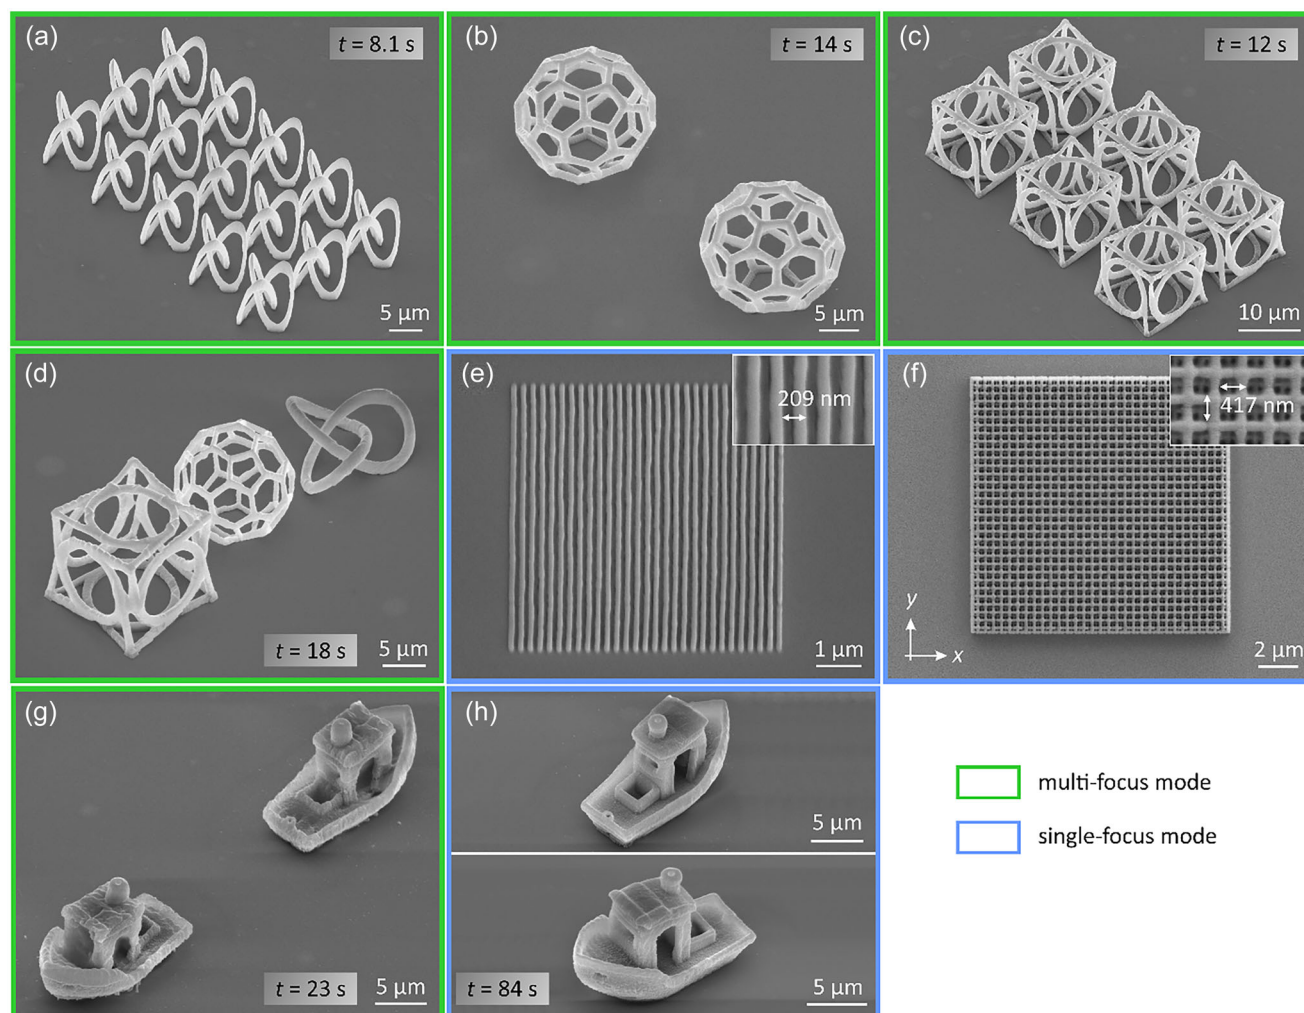 (a)
t = 8.1 s
5 μm
(b)
t = 14 s
5 μm
(c)
t = 12 s
10 μm
(d)
t = 18 s
5 μm
(e)
209 nm
1 μm
(f)
417 nm
y
x
2 μm
(g)
t = 23 s
5 μm
(h)
5 μm
t = 84 s
5 μm
multi-focus mode
single-focus mode